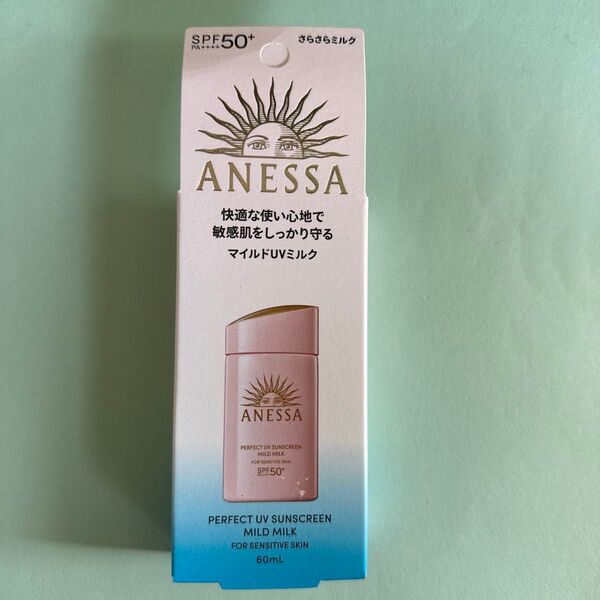 SPF50+
PA++++
さらさらミルク
ANESSA
快適な使い心地で
敏感肌をしっかり守る
マイルドUVミルク
ANESSA
PERFECT UV SUNSCREEN
MILD MILK
FOR SENSITIVE SKIN
SPF50+
PA++++
PERFECT UV SUNSCREEN
MILD MILK
FOR SENSITIVE SKIN
60mL